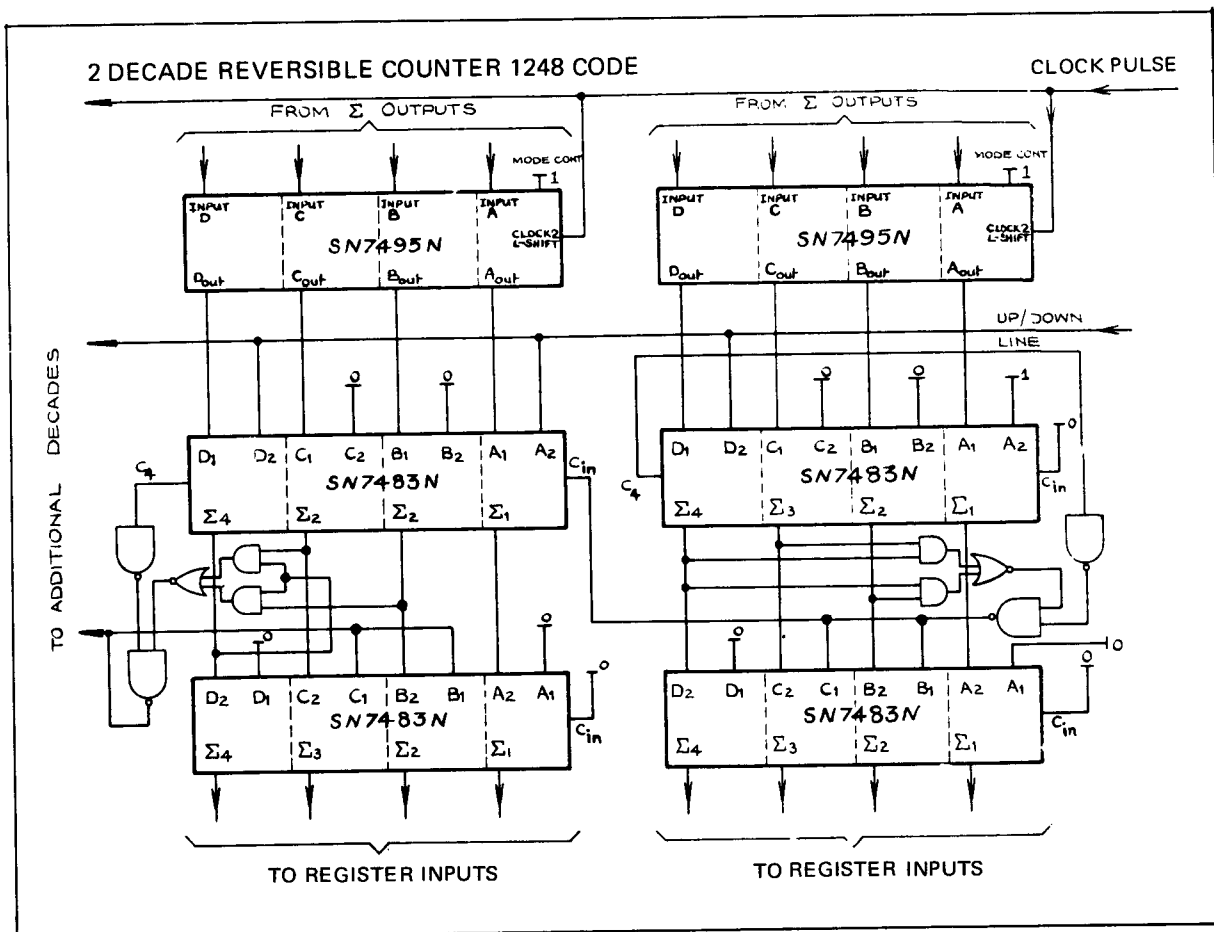 2 DECADE REVERSIBLE COUNTER 1248 CODE
CLOCK PULSE
FROM Σ OUTPUTS
FROM Σ OUTPUTS
MODE CONT
1
MODE CONT
1
INPUT D
INPUT C
INPUT B
INPUT A
SN7495N
CLOCK2
L-SHIFT
Dout
Cout
Bout
Aout
INPUT D
INPUT C
INPUT B
INPUT A
SN7495N
CLOCK2
L-SHIFT
Dout
Cout
Bout
Aout
UP/DOWN
LINE
TO ADDITIONAL DECADES
0
0
0
0
1
0
C4
D1 D2 C1 C2 B1 B2 A1 A2
Cin
SN7483N
Σ4 Σ2 Σ2 Σ1
C4
D1 D2 C1 C2 B1 B2 A1 A2
Cin
SN7483N
Σ4 Σ3 Σ2 Σ1
0
0
0
0
0
0
D2 D1 C2 C1 B2 B1 A2 A1
Cin
SN7483N
Σ4 Σ3 Σ2 Σ1
D2 D1 C2 C1 B2 B1 A2 A1
Cin
SN7483N
Σ4 Σ3 Σ2 Σ1
TO REGISTER INPUTS
TO REGISTER INPUTS